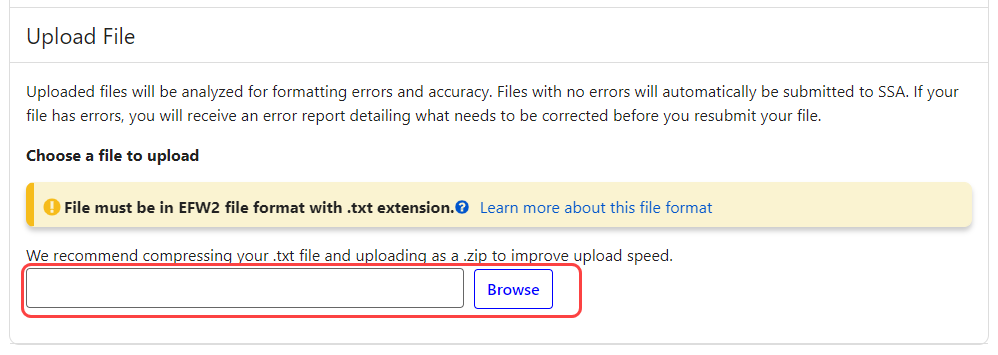 Upload File
Uploaded files will be analyzed for formatting errors and accuracy. Files with no errors will automatically be submitted to SSA. If your
file has errors, you will receive an error report detailing what needs to be corrected before you resubmit your file.
Choose a file to upload
File must be in EFW2 file format with .txt extension. Learn more about this file format
We recommend compressing your .txt file and uploading as a .zip to improve upload speed.
Browse